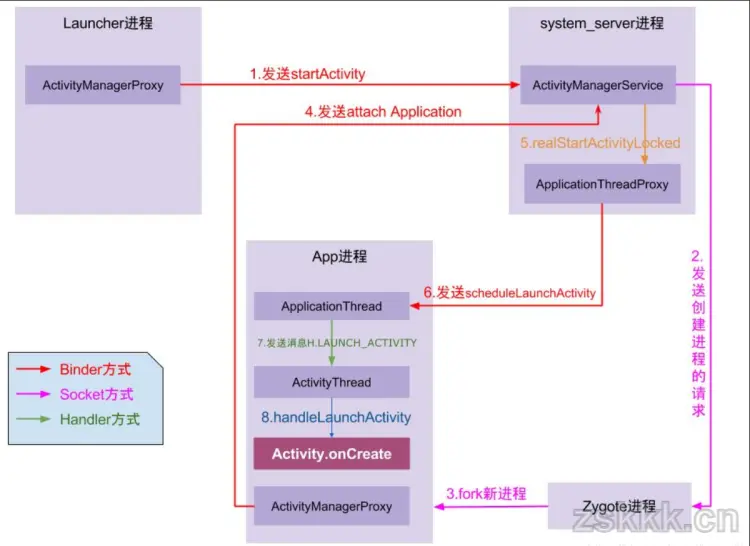 Launcher进程
system_server进程
ActivityManagerProxy
1.发送startActivity
ActivityManagerService
4.发送attach Application
5.realStartActivityLocked
ApplicationThreadProxy
App进程
2.发送创建进程的请求
6.发送scheduleLaunchActivity
ApplicationThread
7.发送消息H.LAUNCH_ACTIVITY
Binder方式
ActivityThread
Socket方式
8.handleLaunchActivity
Handler方式
Activity.onCreate
ActivityManagerProxy
3.fork新进程
Zygote进程
zskkk.cn